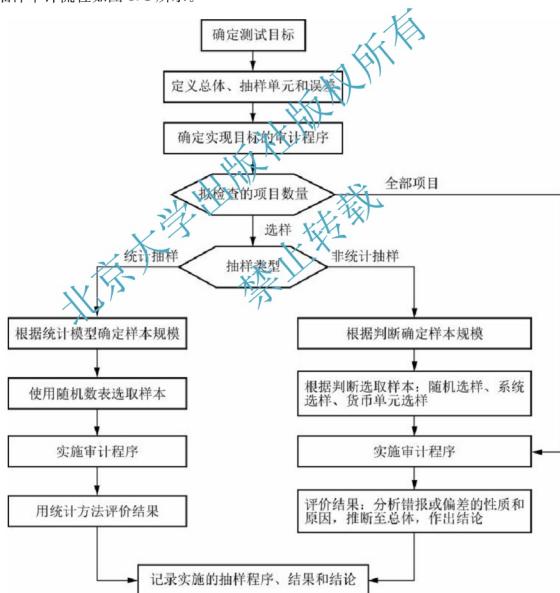 确定测试目标
定义总体、抽样单元和误差
确定实现目标的审计程序
拟检查的项目数量
全部项目
选样
统计抽样
抽样类型
非统计抽样
根据统计模型确定样本规模
根据判断确定样本规模
使用随机数表选取样本
根据判断选取样本：随机选样、系统
选样、货币单元选样
实施审计程序
实施审计程序
用统计方法评价结果
评价结果：分析错报或偏差的性质和
原因，推断至总体，作出结论
记录实施的抽样程序、结果和结论
北京大学出版社版权所有
禁止转载